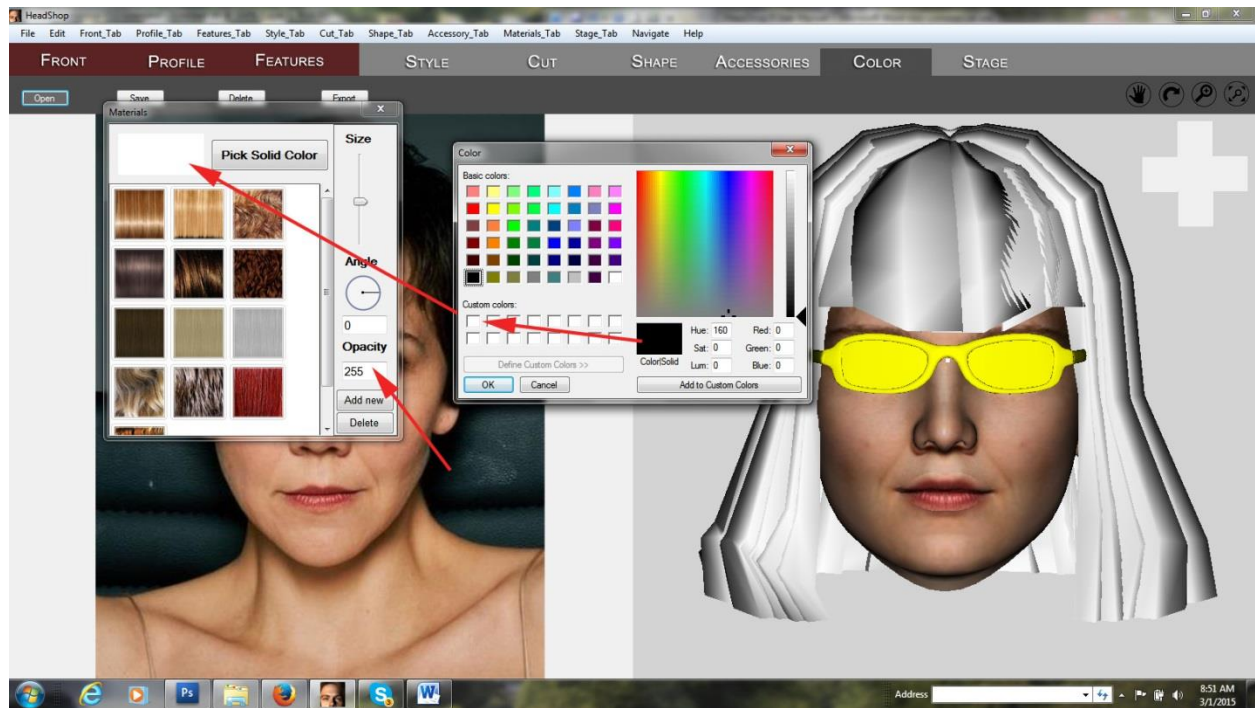 HeadShop
File Edit Front_Tab Profile_Tab Features_Tab Style_Tab Cut_Tab Shape_Tab Accessory_Tab Materials_Tab Stage_Tab Navigate Help
FRONT PROFILE FEATURES STYLE CUT SHAPE ACCESSORIES COLOR STAGE
Open Save Delete Export
Materials
Pick Solid Color
Size
Angle
0
Opacity
255
Add new
Delete
Color
Basic colors:
Custom colors:
Define Custom Colors >>
OK Cancel
Color|Solid
Hue: 160 Red: 0
Sat: 0 Green: 0
Lum: 0 Blue: 0
Add to Custom Colors
Ps
S
W
Address
8:51 AM
3/1/2015